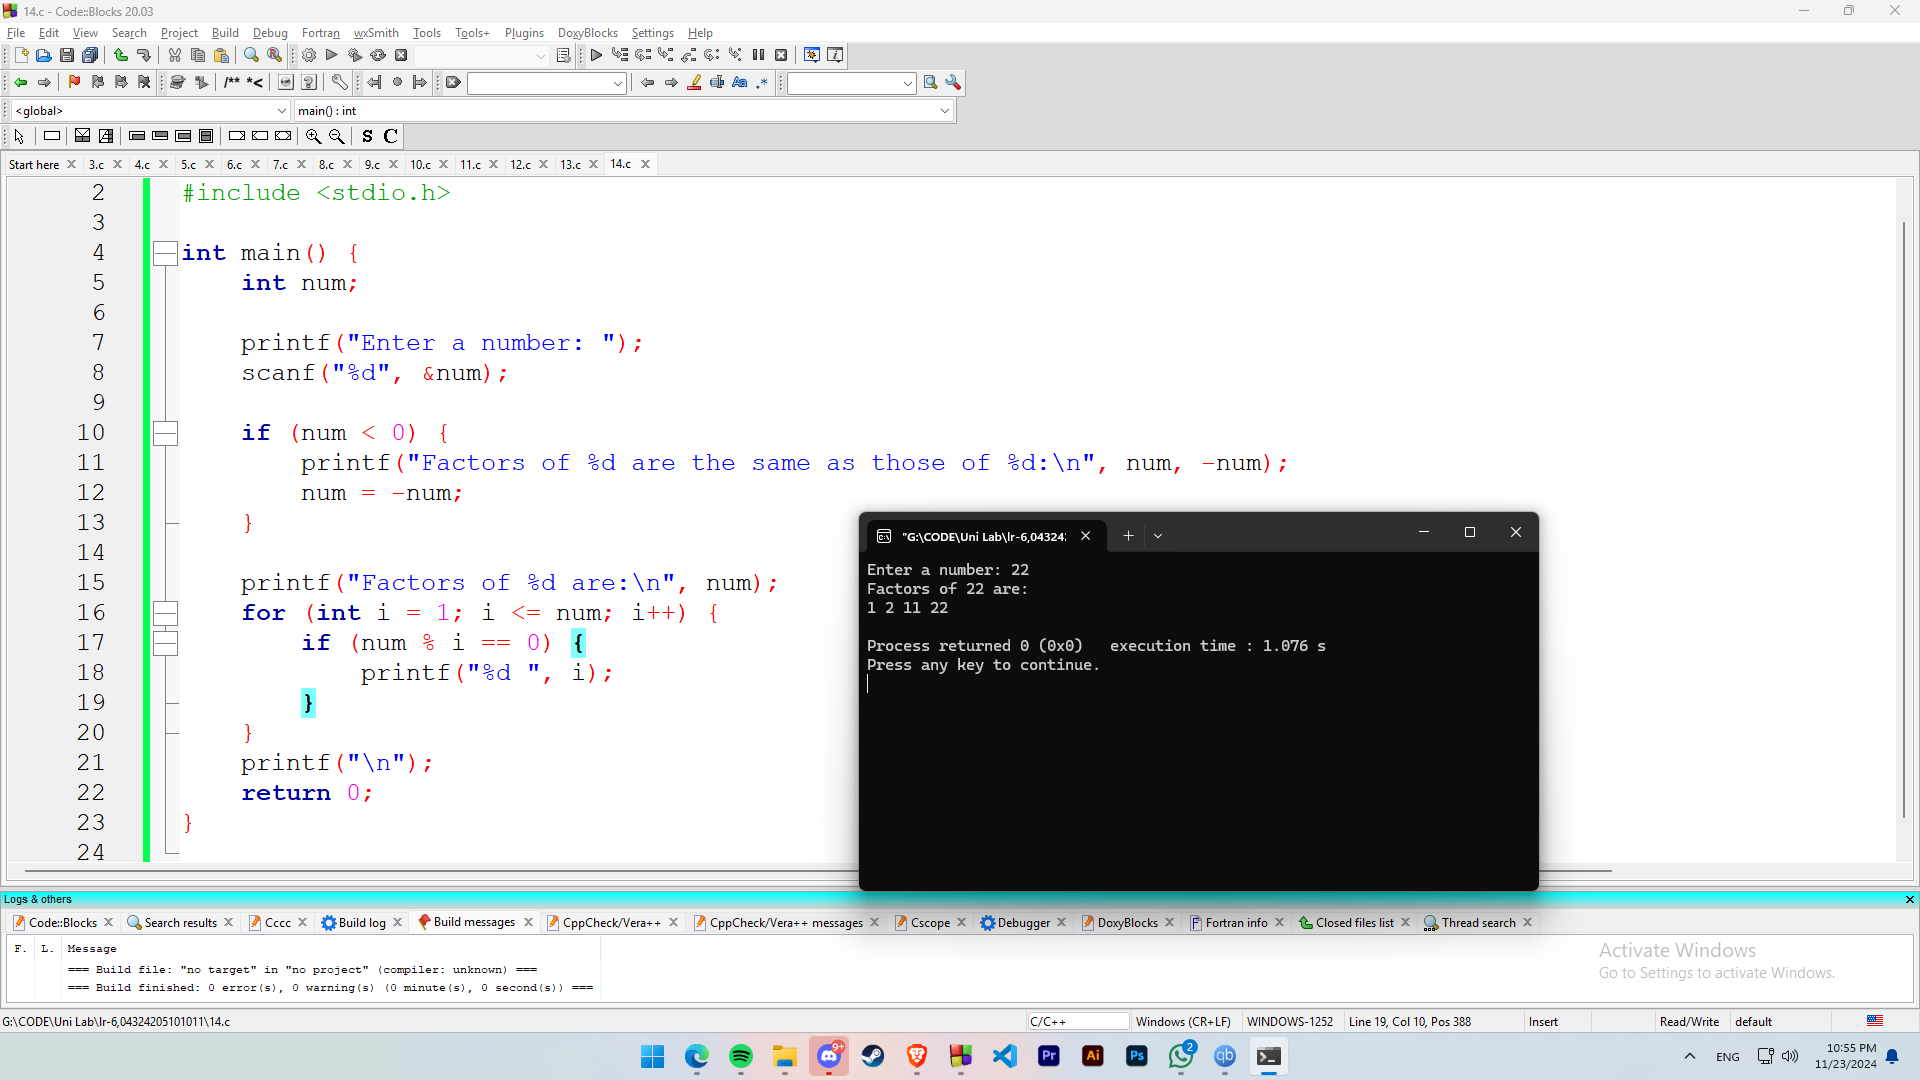 14.c - Code::Blocks 20.03
File Edit View Search Project Build Debug Fortran wxSmith Tools Tools+ Plugins DoxyBlocks Settings Help
/** *<
Aa .*
<global> main() : int
S C
Start here 3.c 4.c 5.c 6.c 7.c 8.c 9.c 10.c 11.c 12.c 13.c 14.c
2 #include <stdio.h>
3
4 int main() {
5 int num;
6
7 printf("Enter a number: ");
8 scanf("%d", &num);
9
10 if (num < 0) {
11 printf("Factors of %d are the same as those of %d:\n", num, -num);
12 num = -num;
13 }
14
15 printf("Factors of %d are:\n", num);
16 for (int i = 1; i <= num; i++) {
17 if (num % i == 0) {
18 printf("%d ", i);
19 }
20 }
21 printf("\n");
22 return 0;
23 }
24
"G:\CODE\Uni Lab\lr-6,04324
Enter a number: 22
Factors of 22 are:
1 2 11 22
Process returned 0 (0x0) execution time : 1.076 s
Press any key to continue.
Logs & others
Code::Blocks Search results Cccc Build log Build messages CppCheck/Vera++ CppCheck/Vera++ messages Cscope Debugger DoxyBlocks Fortran info Closed files list Thread search
F. L. Message
=== Build file: "no target" in "no project" (compiler: unknown) ===
=== Build finished: 0 error(s), 0 warning(s) (0 minute(s), 0 second(s)) ===
Activate Windows
Go to Settings to activate Windows.
G:\CODE\Uni Lab\lr-6,04324205101011\14.c C/C++ Windows (CR+LF) WINDOWS-1252 Line 19, Col 10, Pos 388 Insert Read/Write default
9+ Pr Ai Ps 2 qb ENG 10:55 PM
11/23/2024